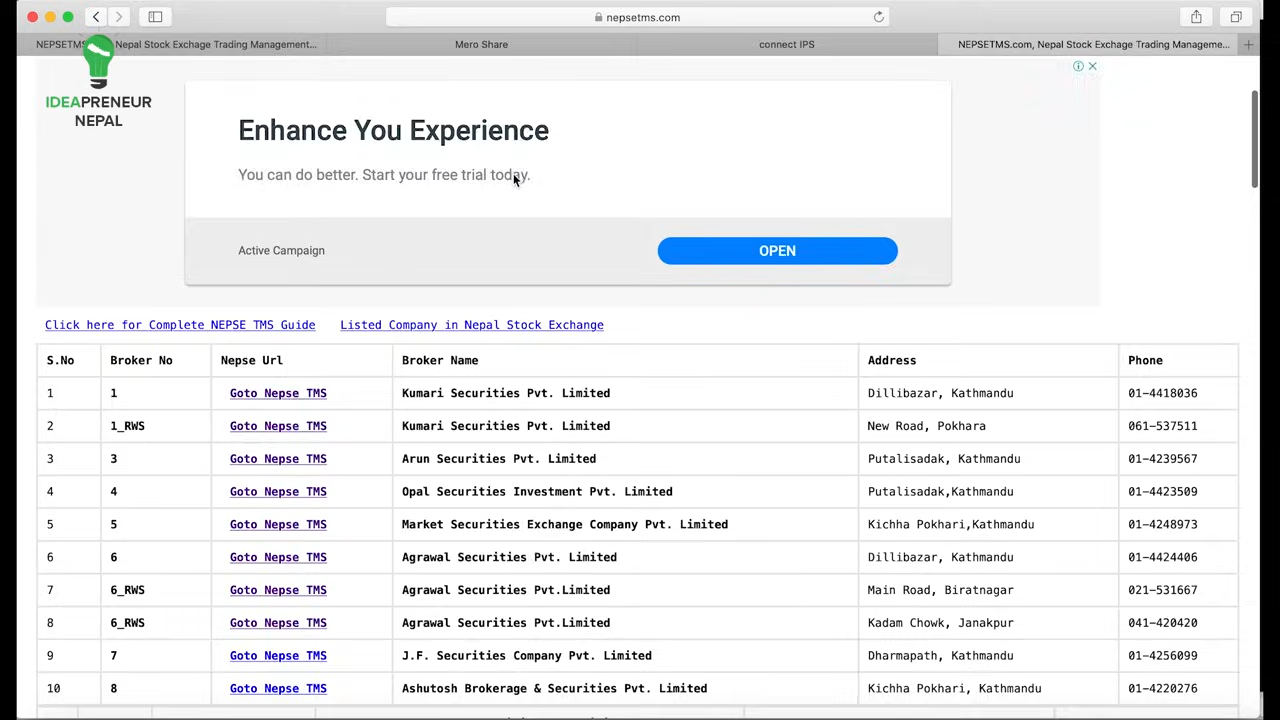 nepsetms.com
NEPSETMS
Nepal Stock Exchage Trading Management...
Mero Share
connect IPS
NEPSETMS.com, Nepal Stock Exchage Trading Manageme...
IDEAPRENEUR
NEPAL
Enhance You Experience
You can do better. Start your free trial today.
Active Campaign
OPEN
Click here for Complete NEPSE TMS Guide Listed Company in Nepal Stock Exchange
S.No Broker No Nepse Url Broker Name Address Phone
1 1 Goto Nepse TMS Kumari Securities Pvt. Limited Dillibazar, Kathmandu 01-4418036
2 1_RWS Goto Nepse TMS Kumari Securities Pvt. Limited New Road, Pokhara 061-537511
3 3 Goto Nepse TMS Arun Securities Pvt. Limited Putalisadak, Kathmandu 01-4239567
4 4 Goto Nepse TMS Opal Securities Investment Pvt. Limited Putalisadak,Kathmandu 01-4423509
5 5 Goto Nepse TMS Market Securities Exchange Company Pvt. Limited Kichha Pokhari,Kathmandu 01-4248973
6 6 Goto Nepse TMS Agrawal Securities Pvt. Limited Dillibazar, Kathmandu 01-4424406
7 6_RWS Goto Nepse TMS Agrawal Securities Pvt.Limited Main Road, Biratnagar 021-531667
8 6_RWS Goto Nepse TMS Agrawal Securities Pvt.Limited Kadam Chowk, Janakpur 041-420420
9 7 Goto Nepse TMS J.F. Securities Company Pvt. Limited Dharmapath, Kathmandu 01-4256099
10 8 Goto Nepse TMS Ashutosh Brokerage & Securities Pvt. Limited Kichha Pokhari, Kathmandu 01-4220276